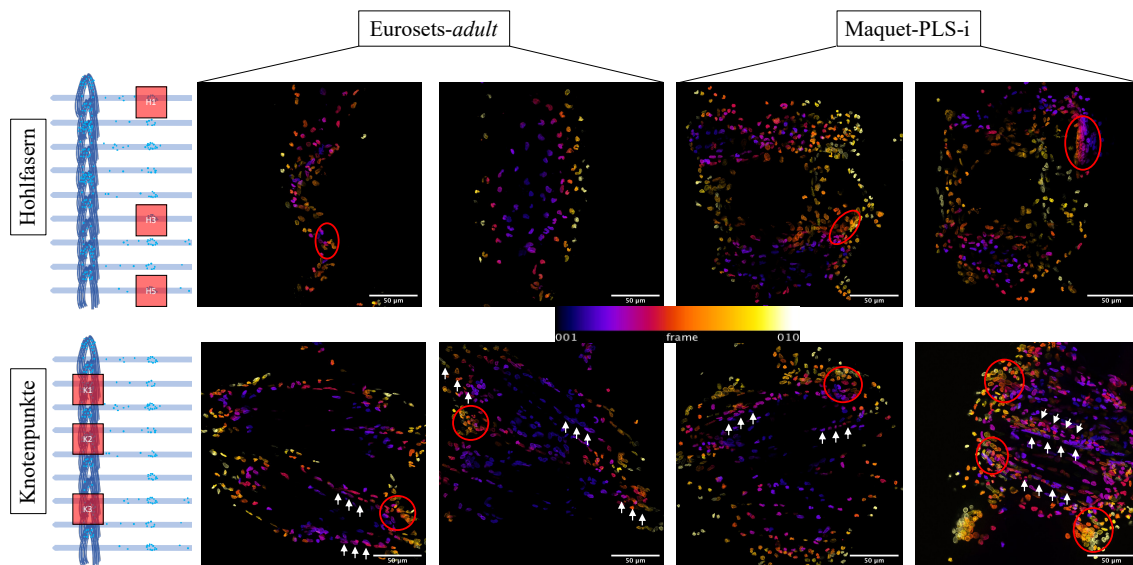 Eurosets-adult
Maquet-PLS-i
Hohlfasern
H1
H3
H5
50 µm
50 µm
50 µm
50 µm
001 frame 010
Knotenpunkte
K1
K2
K3
50 µm
50 µm
50 µm
50 µm